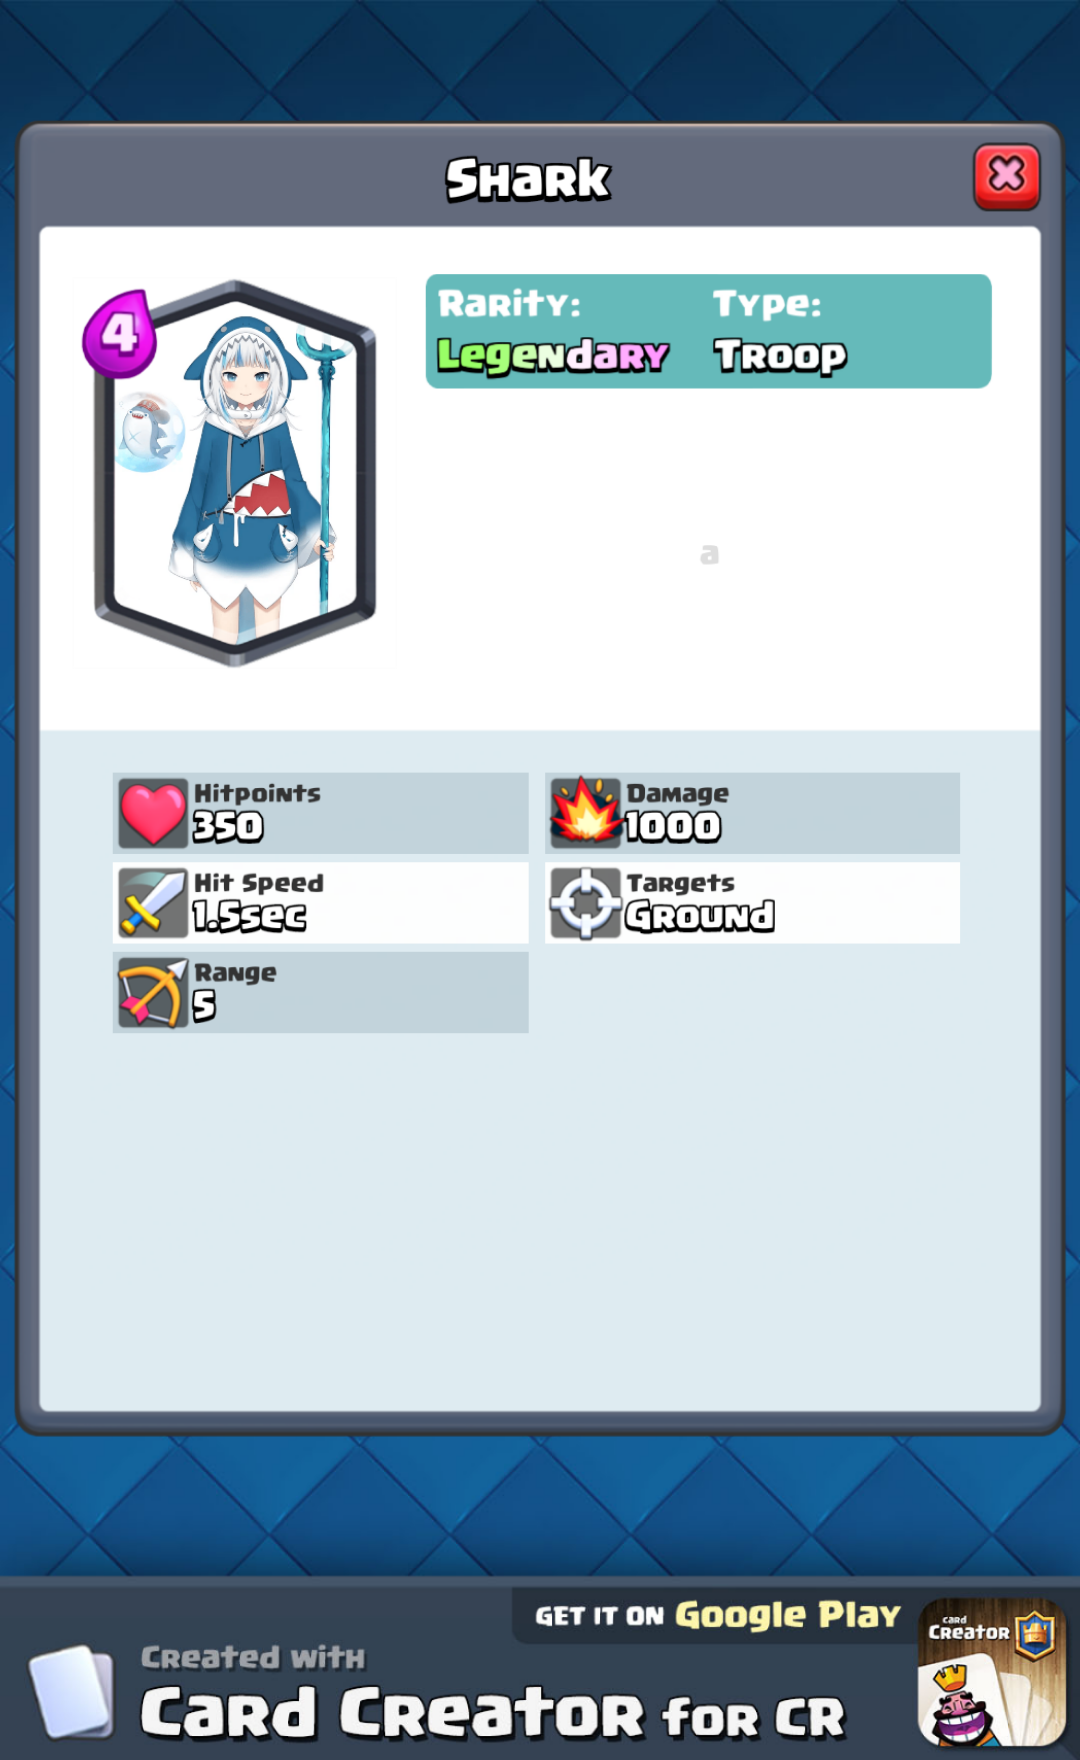 Shark
4
Rarity:
Type:
Legendary
Troop
a
Hitpoints
350
Damage
1000
Hit Speed
1.5sec
Targets
Ground
Range
5
GET IT ON Google Play
Created with
Card Creator for CR
Card
Creator